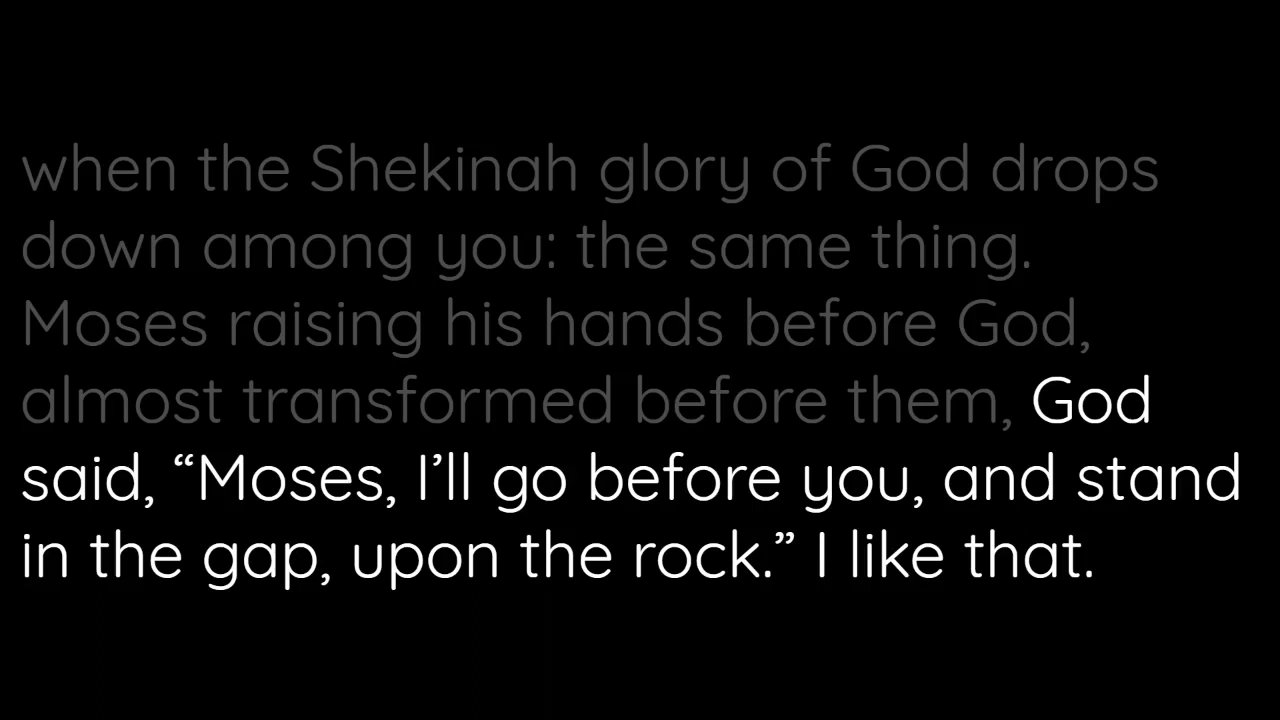 when the Shekinah glory of God drops
down among you: the same thing.
Moses raising his hands before God,
almost transformed before them, God
said, “Moses, I’ll go before you, and stand
in the gap, upon the rock.” I like that.